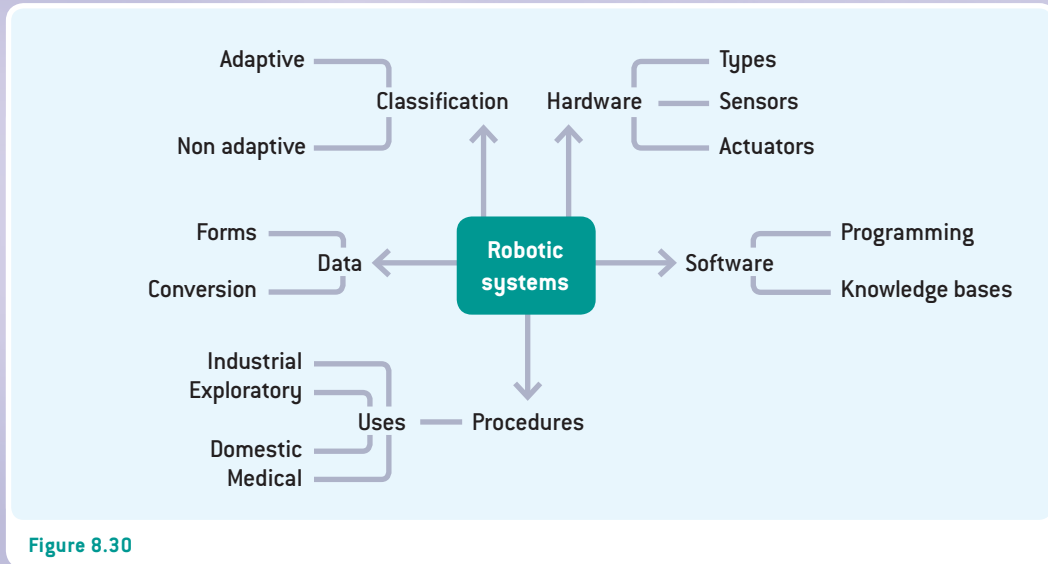 Adaptive
Classification
Non adaptive
Hardware
Types
Sensors
Actuators
Robotic
systems
Forms
Data
Conversion
Software
Programming
Knowledge bases
Industrial
Exploratory
Uses
Procedures
Domestic
Medical
Figure 8.30